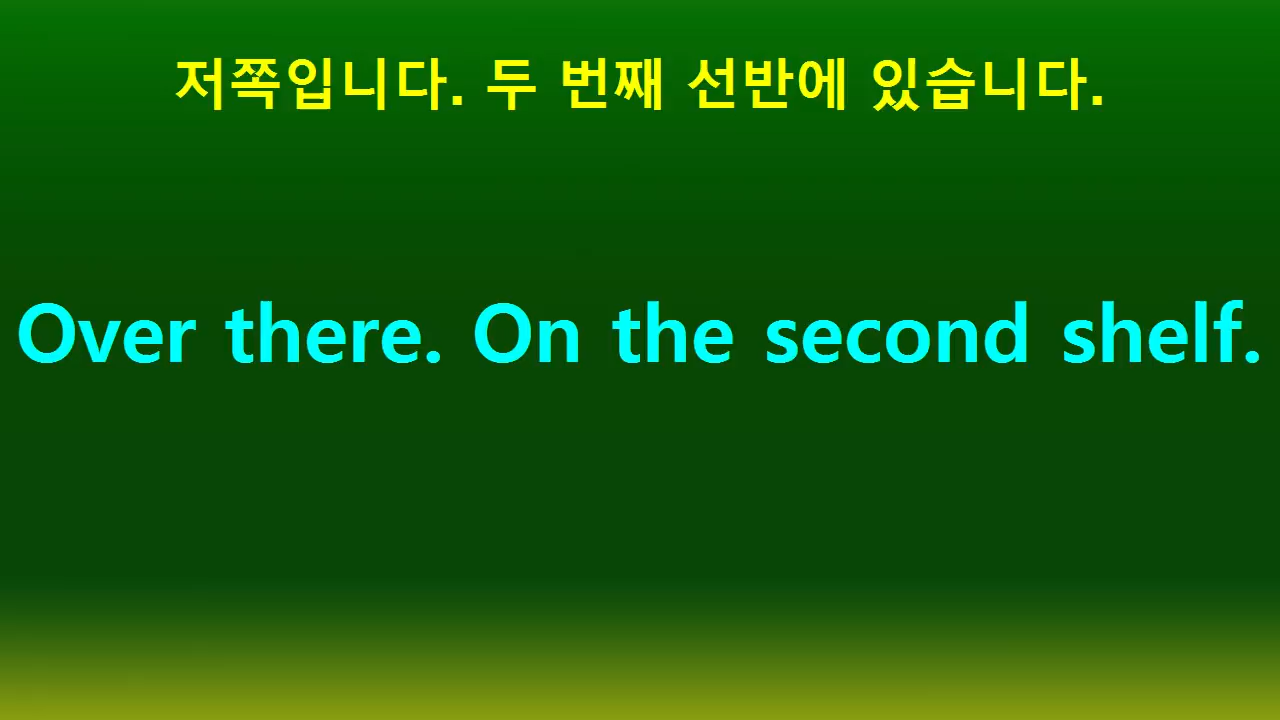 저쪽입니다. 두 번째 선반에 있습니다.
Over there. On the second shelf.